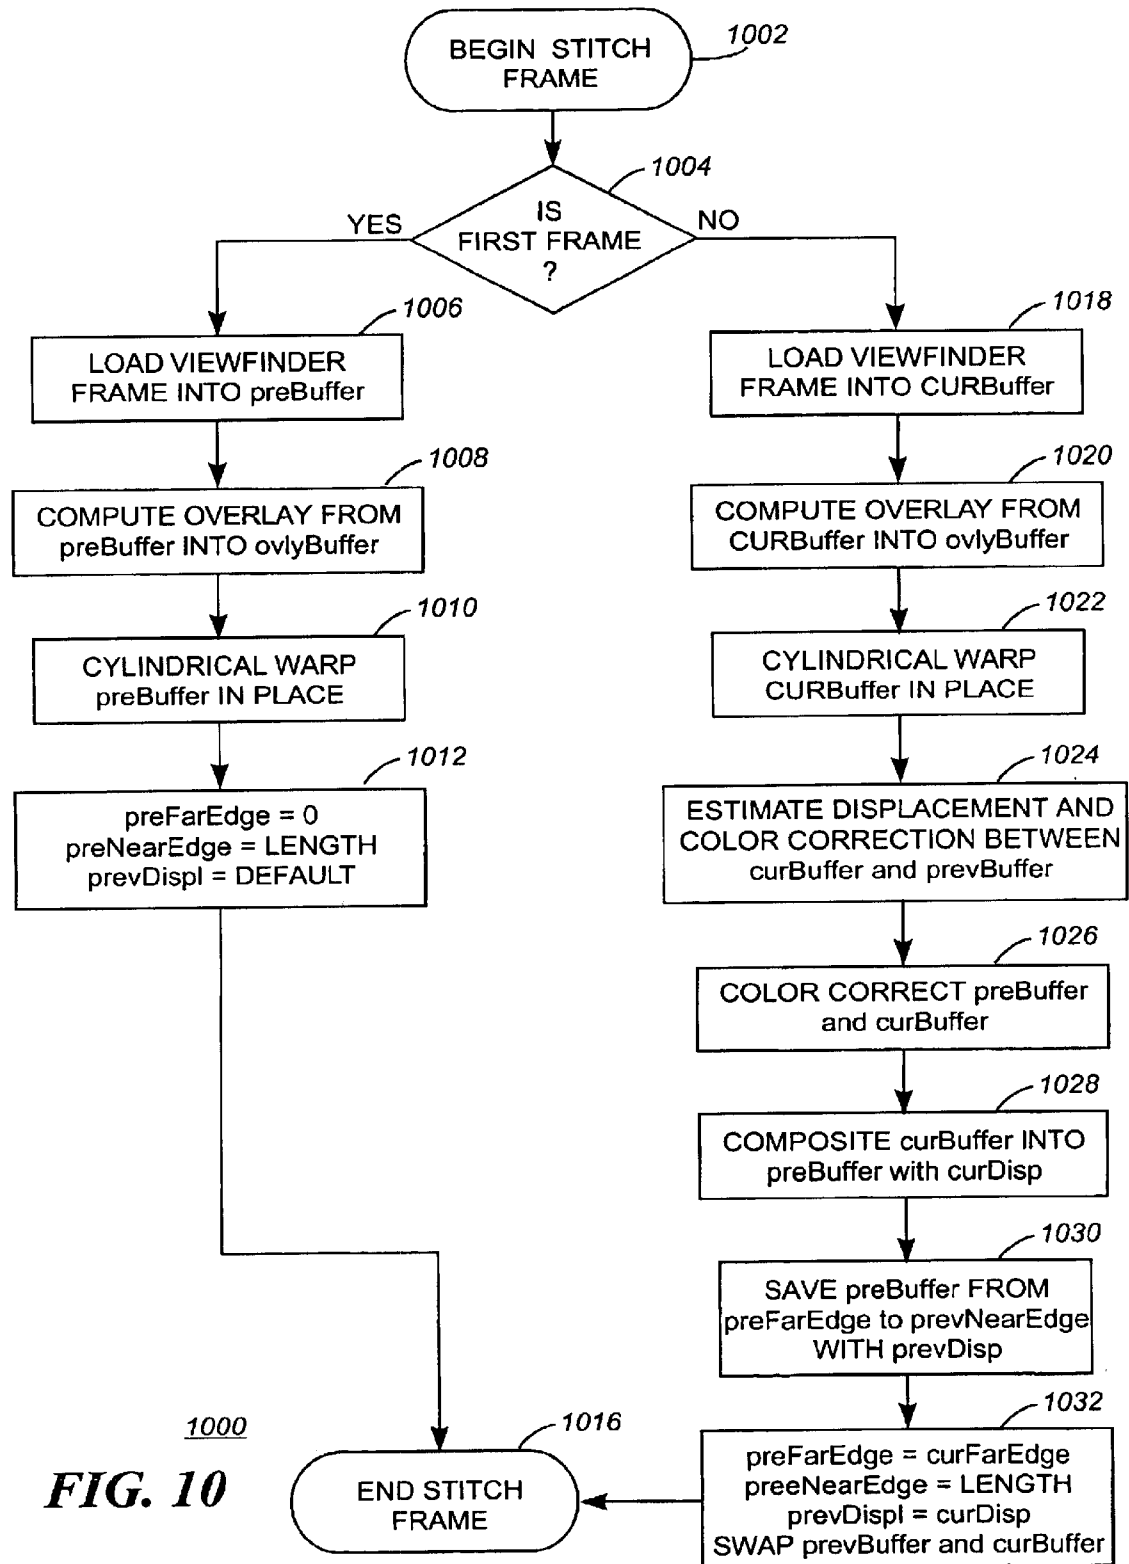 BEGIN STITCH
FRAME
1002
1004
IS
FIRST FRAME
?
YES
NO
1006
LOAD VIEWFINDER
FRAME INTO preBuffer
1008
COMPUTE OVERLAY FROM
preBuffer INTO ovlyBuffer
1010
CYLINDRICAL WARP
preBuffer IN PLACE
1012
preFarEdge = 0
preNearEdge = LENGTH
prevDispl = DEFAULT
1018
LOAD VIEWFINDER
FRAME INTO CURBuffer
1020
COMPUTE OVERLAY FROM
CURBuffer INTO ovlyBuffer
1022
CYLINDRICAL WARP
CURBuffer IN PLACE
1024
ESTIMATE DISPLACEMENT AND
COLOR CORRECTION BETWEEN
curBuffer and prevBuffer
1026
COLOR CORRECT preBuffer
and curBuffer
1028
COMPOSITE curBuffer INTO
preBuffer with curDisp
1030
SAVE preBuffer FROM
preFarEdge to prevNearEdge
WITH prevDisp
1032
preFarEdge = curFarEdge
preeNearEdge = LENGTH
prevDispl = curDisp
SWAP prevBuffer and curBuffer
1016
END STITCH
FRAME
1000
FIG. 10